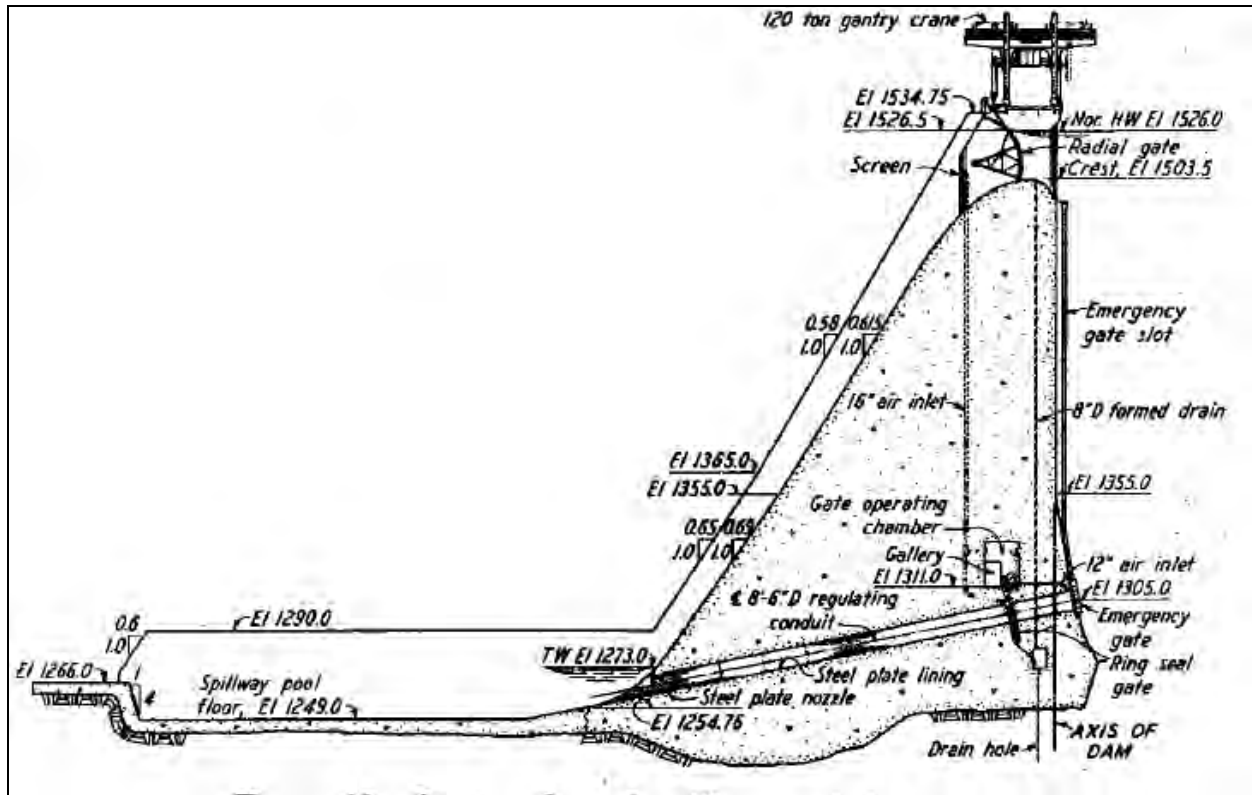 120 ton gantry crane
El 1534.75
El 1526.5
Nor. HW El 1526.0
Radial gate
Screen
Crest, El 1503.5
0.58
0.615
1.0
1.0
Emergency
gate slot
16" air inlet
8"D formed drain
El 1365.0
El 1355.0
El 1355.0
Gate operating
chamber
0.65
0.69
1.0
1.0
Gallery
12" air inlet
El 1311.0
El 1305.0
℄ 8'-6"D regulating
conduit
Emergency
gate
0.6
1.0
El 1290.0
TW El 1273.0
Ring seal
gate
El 1266.0
1
4
Spillway pool
floor, El 1249.0
Steel plate lining
Steel plate nozzle
El 1254.76
AXIS OF
DAM
Drain hole